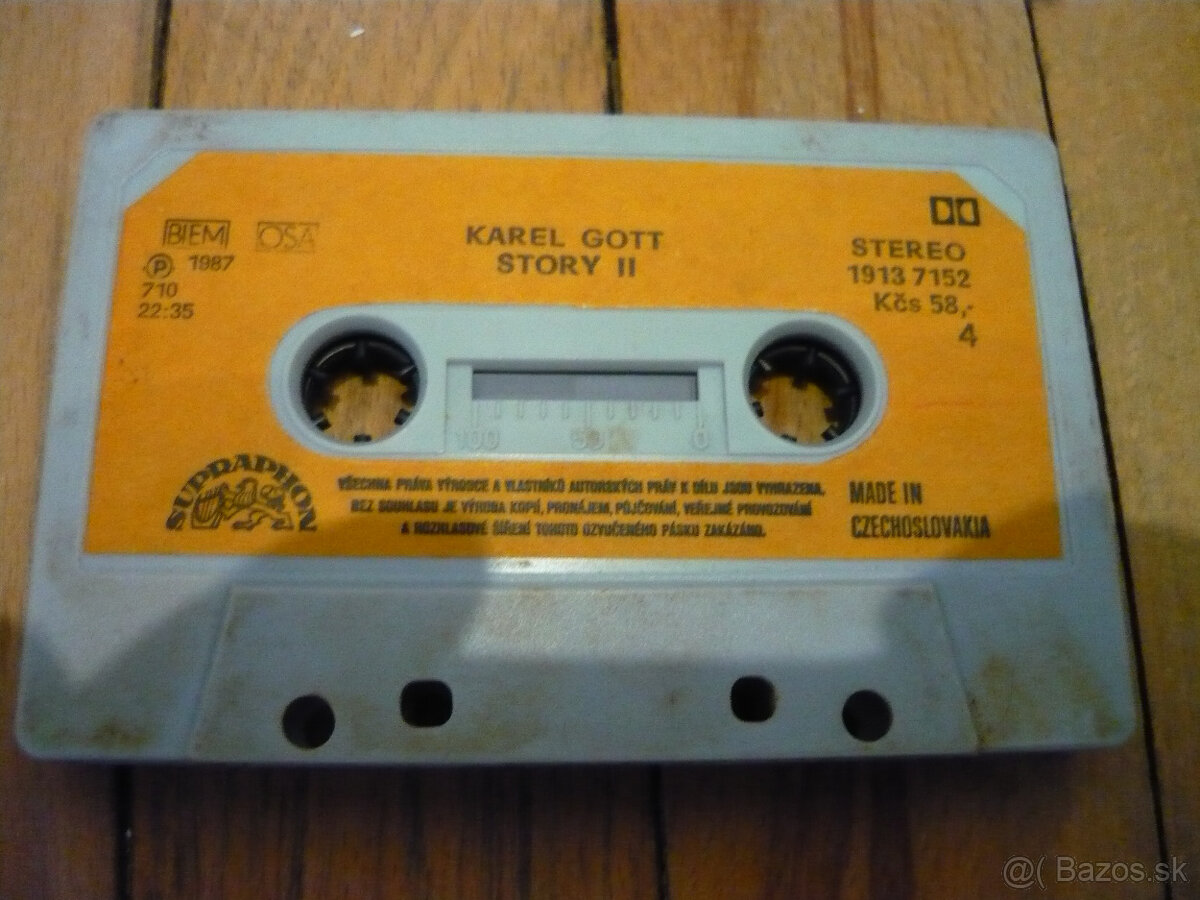 BIEM OSA
℗ 1987
710
22:35
KAREL GOTT
STORY II
STEREO
1913 7152
Kčs 58,-
4
100 50 0
SUPRAPHON
VŠECHNA PRÁVA VÝROBCE A VLASTNÍKŮ AUTORSKÝCH PRÁV K DÍLU JSOU VYHRAZENA.
BEZ SOUHLASU JE VÝROBA KOPIÍ, PRONÁJEM, PŮJČOVÁNÍ, VEŘEJNÉ PROVOZOVÁNÍ
A ROZHLASOVÉ ŠÍŘENÍ TOHOTO OZVUČENÉHO PÁSKU ZAKÁZÁNO.
MADE IN
CZECHOSLOVAKIA
@( Bazos.sk